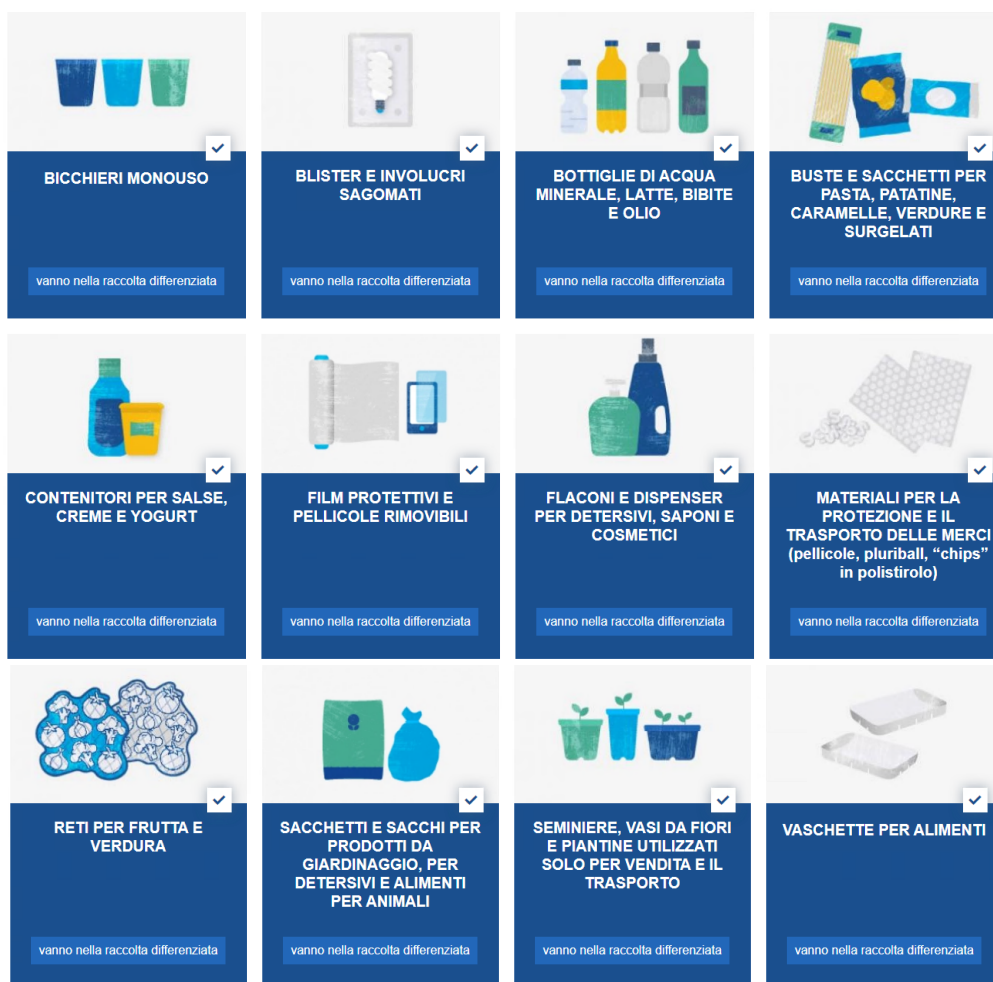 BICCHIERI MONOUSO
vanno nella raccolta differenziata
BLISTER E INVOLUCRI
SAGOMATI
vanno nella raccolta differenziata
BOTTIGLIE DI ACQUA
MINERALE, LATTE, BIBITE
E OLIO
vanno nella raccolta differenziata
BUSTE E SACCHETTI PER
PASTA, PATATINE,
CARAMELLE, VERDURE E
SURGELATI
vanno nella raccolta differenziata
CONTENITORI PER SALSE,
CREME E YOGURT
vanno nella raccolta differenziata
FILM PROTETTIVI E
PELLICOLE RIMOVIBILI
vanno nella raccolta differenziata
FLACONI E DISPENSER
PER DETERSIVI, SAPONI E
COSMETICI
vanno nella raccolta differenziata
MATERIALI PER LA
PROTEZIONE E IL
TRASPORTO DELLE MERCI
(pellicole, pluriball, “chips”
in polistirolo)
vanno nella raccolta differenziata
RETI PER FRUTTA E
VERDURA
vanno nella raccolta differenziata
SACCHETTI E SACCHI PER
PRODOTTI DA
GIARDINAGGIO, PER
DETERSIVI E ALIMENTI
PER ANIMALI
vanno nella raccolta differenziata
SEMINIERE, VASI DA FIORI
E PIANTINE UTILIZZATI
SOLO PER VENDITA E IL
TRASPORTO
vanno nella raccolta differenziata
VASCHETTE PER ALIMENTI
vanno nella raccolta differenziata